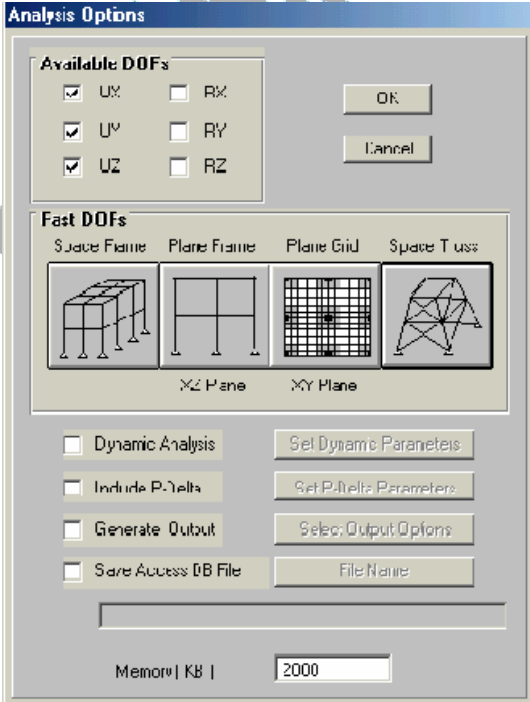 Analysis Options
Available DOFs
UX RX
UY RY
UZ RZ
OK
Cancel
Fast DOFs
Space Frame Plane Frame Plane Grid Space Truss
XZ Plane XY Plane
Dynamic Analysis Set Dynamic Parameters
Include P-Delta Set P-Delta Parameters
Generate Output Select Output Options
Save Access DB File File Name
Memory [ KB ] 2000